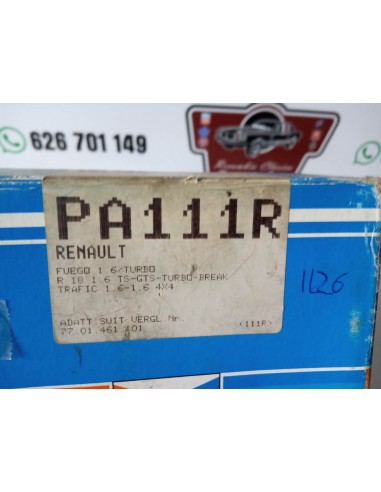 626 701 149
PA111R
RENAULT
FUEGO 1.6/TURBO
R 18 1.6 TS-GTS-TURBO-BREAK
TRAFIC 1.6-1.6 4X4
1126
ADATT.SUIT.VERGL.Nr.
77.01.461.101
(111R)